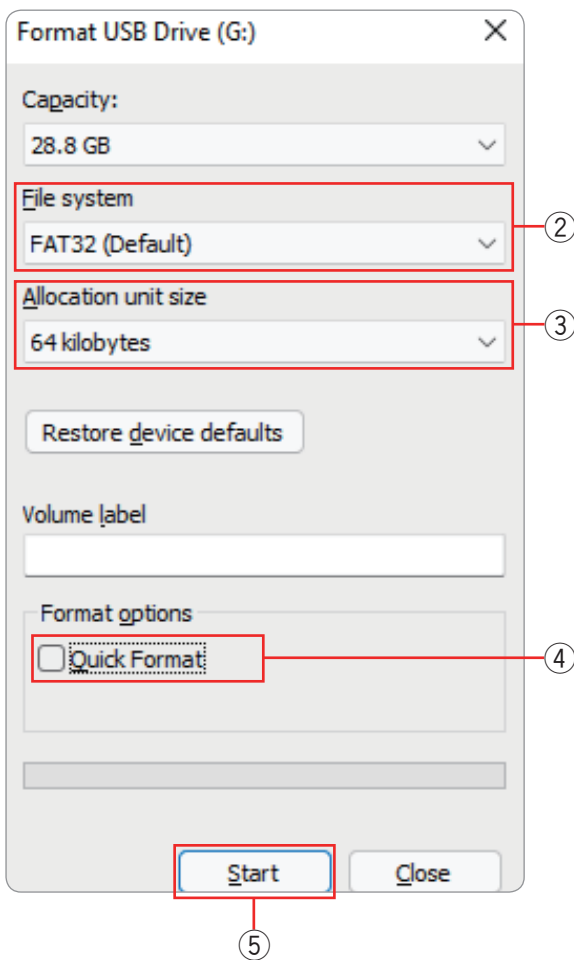 Format USB Drive (G:)
Capacity:
28.8 GB
File system
FAT32 (Default)
②
Allocation unit size
64 kilobytes
③
Restore device defaults
Volume label
Format options
Quick Format
④
Start
Close
⑤